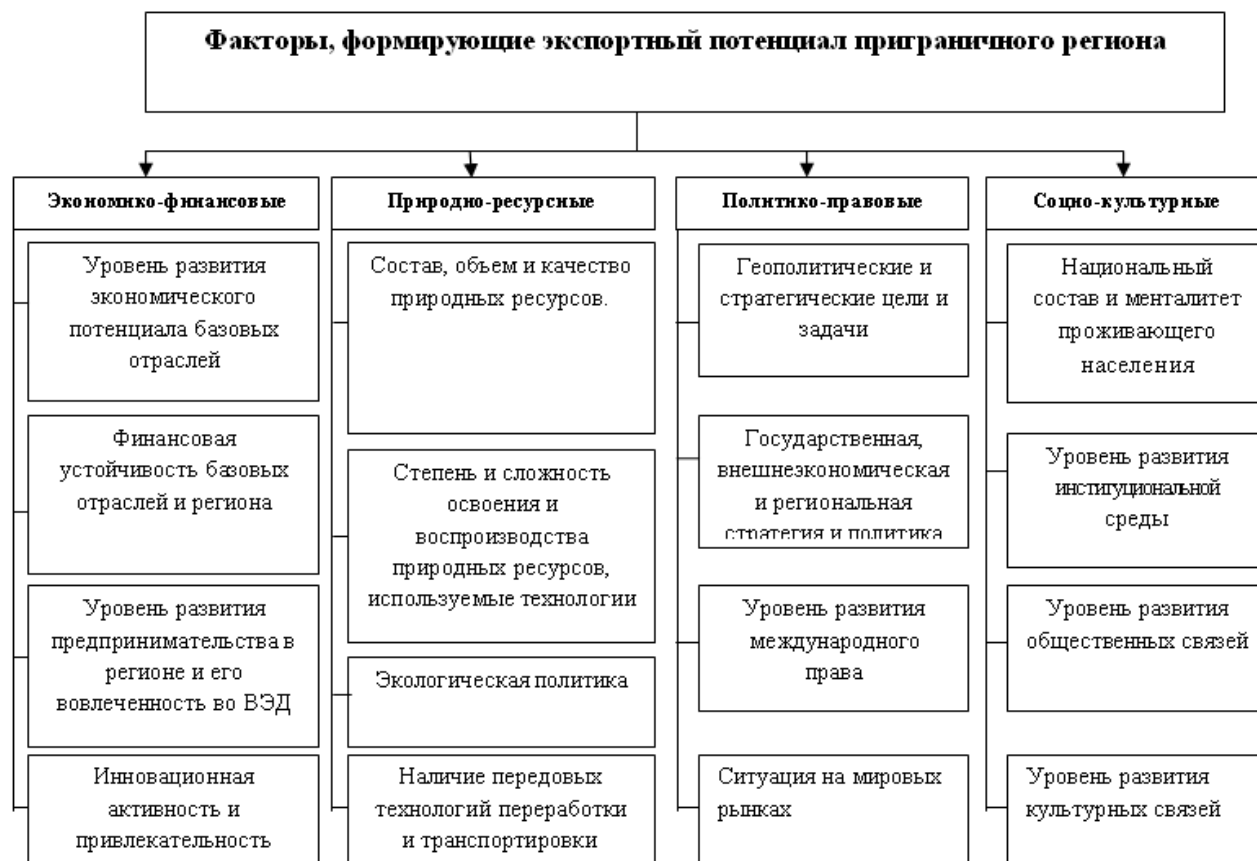 Факторы, формирующие экспортный потенциал приграничного региона
Экономико-финансовые
Уровень развития
экономического
потенциала базовых
отраслей
Финансовая
устойчивость базовых
отраслей и региона
Уровень развития
предпринимательства в
регионе и его
вовлеченность во ВЭД
Инновационная
активность и
привлекательность
Природно-ресурсные
Состав, объем и качество
природных ресурсов.
Степень и сложность
освоения и
воспроизводства
природных ресурсов,
используемые технологии
Экологическая политика
Наличие передовых
технологий переработки
и транспортировки
Политико-правовые
Геополитические и
стратегические цели и
задачи
Государственная,
внешнеэкономическая
и региональная
стратегия и политика
Уровень развития
международного
права
Ситуация на мировых
рынках
Социо-культурные
Национальный
состав и менталитет
проживающего
населения
Уровень развития
институциональной
среды
Уровень развития
общественных связей
Уровень развития
культурных связей